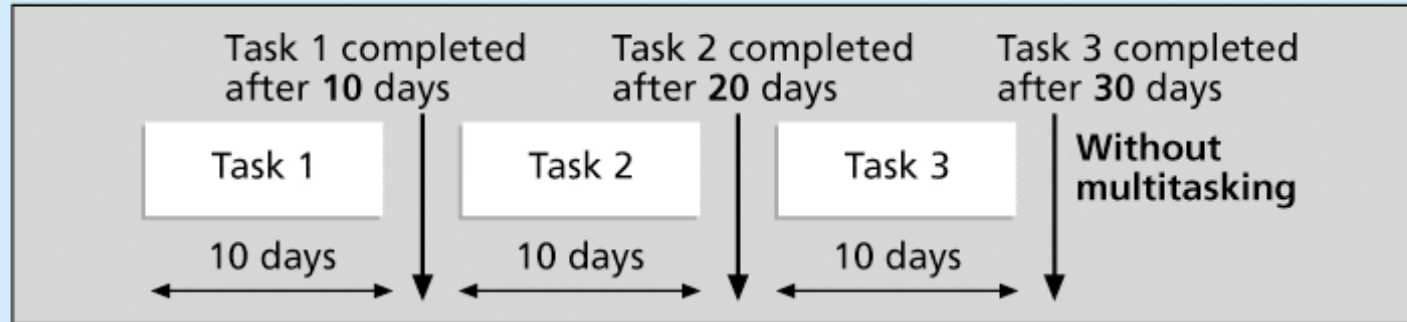 Task 1 completed
after 10 days
Task 2 completed
after 20 days
Task 3 completed
after 30 days
Task 1
Task 2
Task 3
Without
multitasking
10 days
10 days
10 days